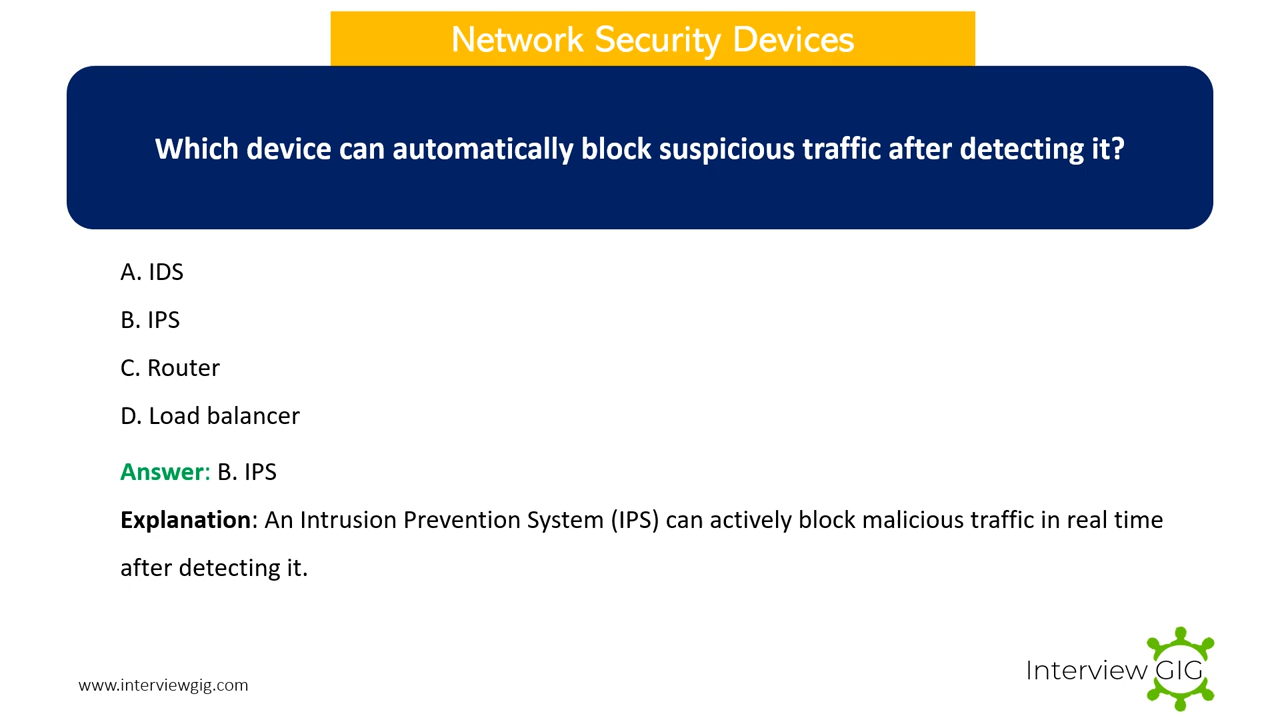 Network Security Devices
Which device can automatically block suspicious traffic after detecting it?
A. IDS
B. IPS
C. Router
D. Load balancer
Answer: B. IPS
Explanation: An Intrusion Prevention System (IPS) can actively block malicious traffic in real time
after detecting it.
www.interviewgig.com
Interview GIG